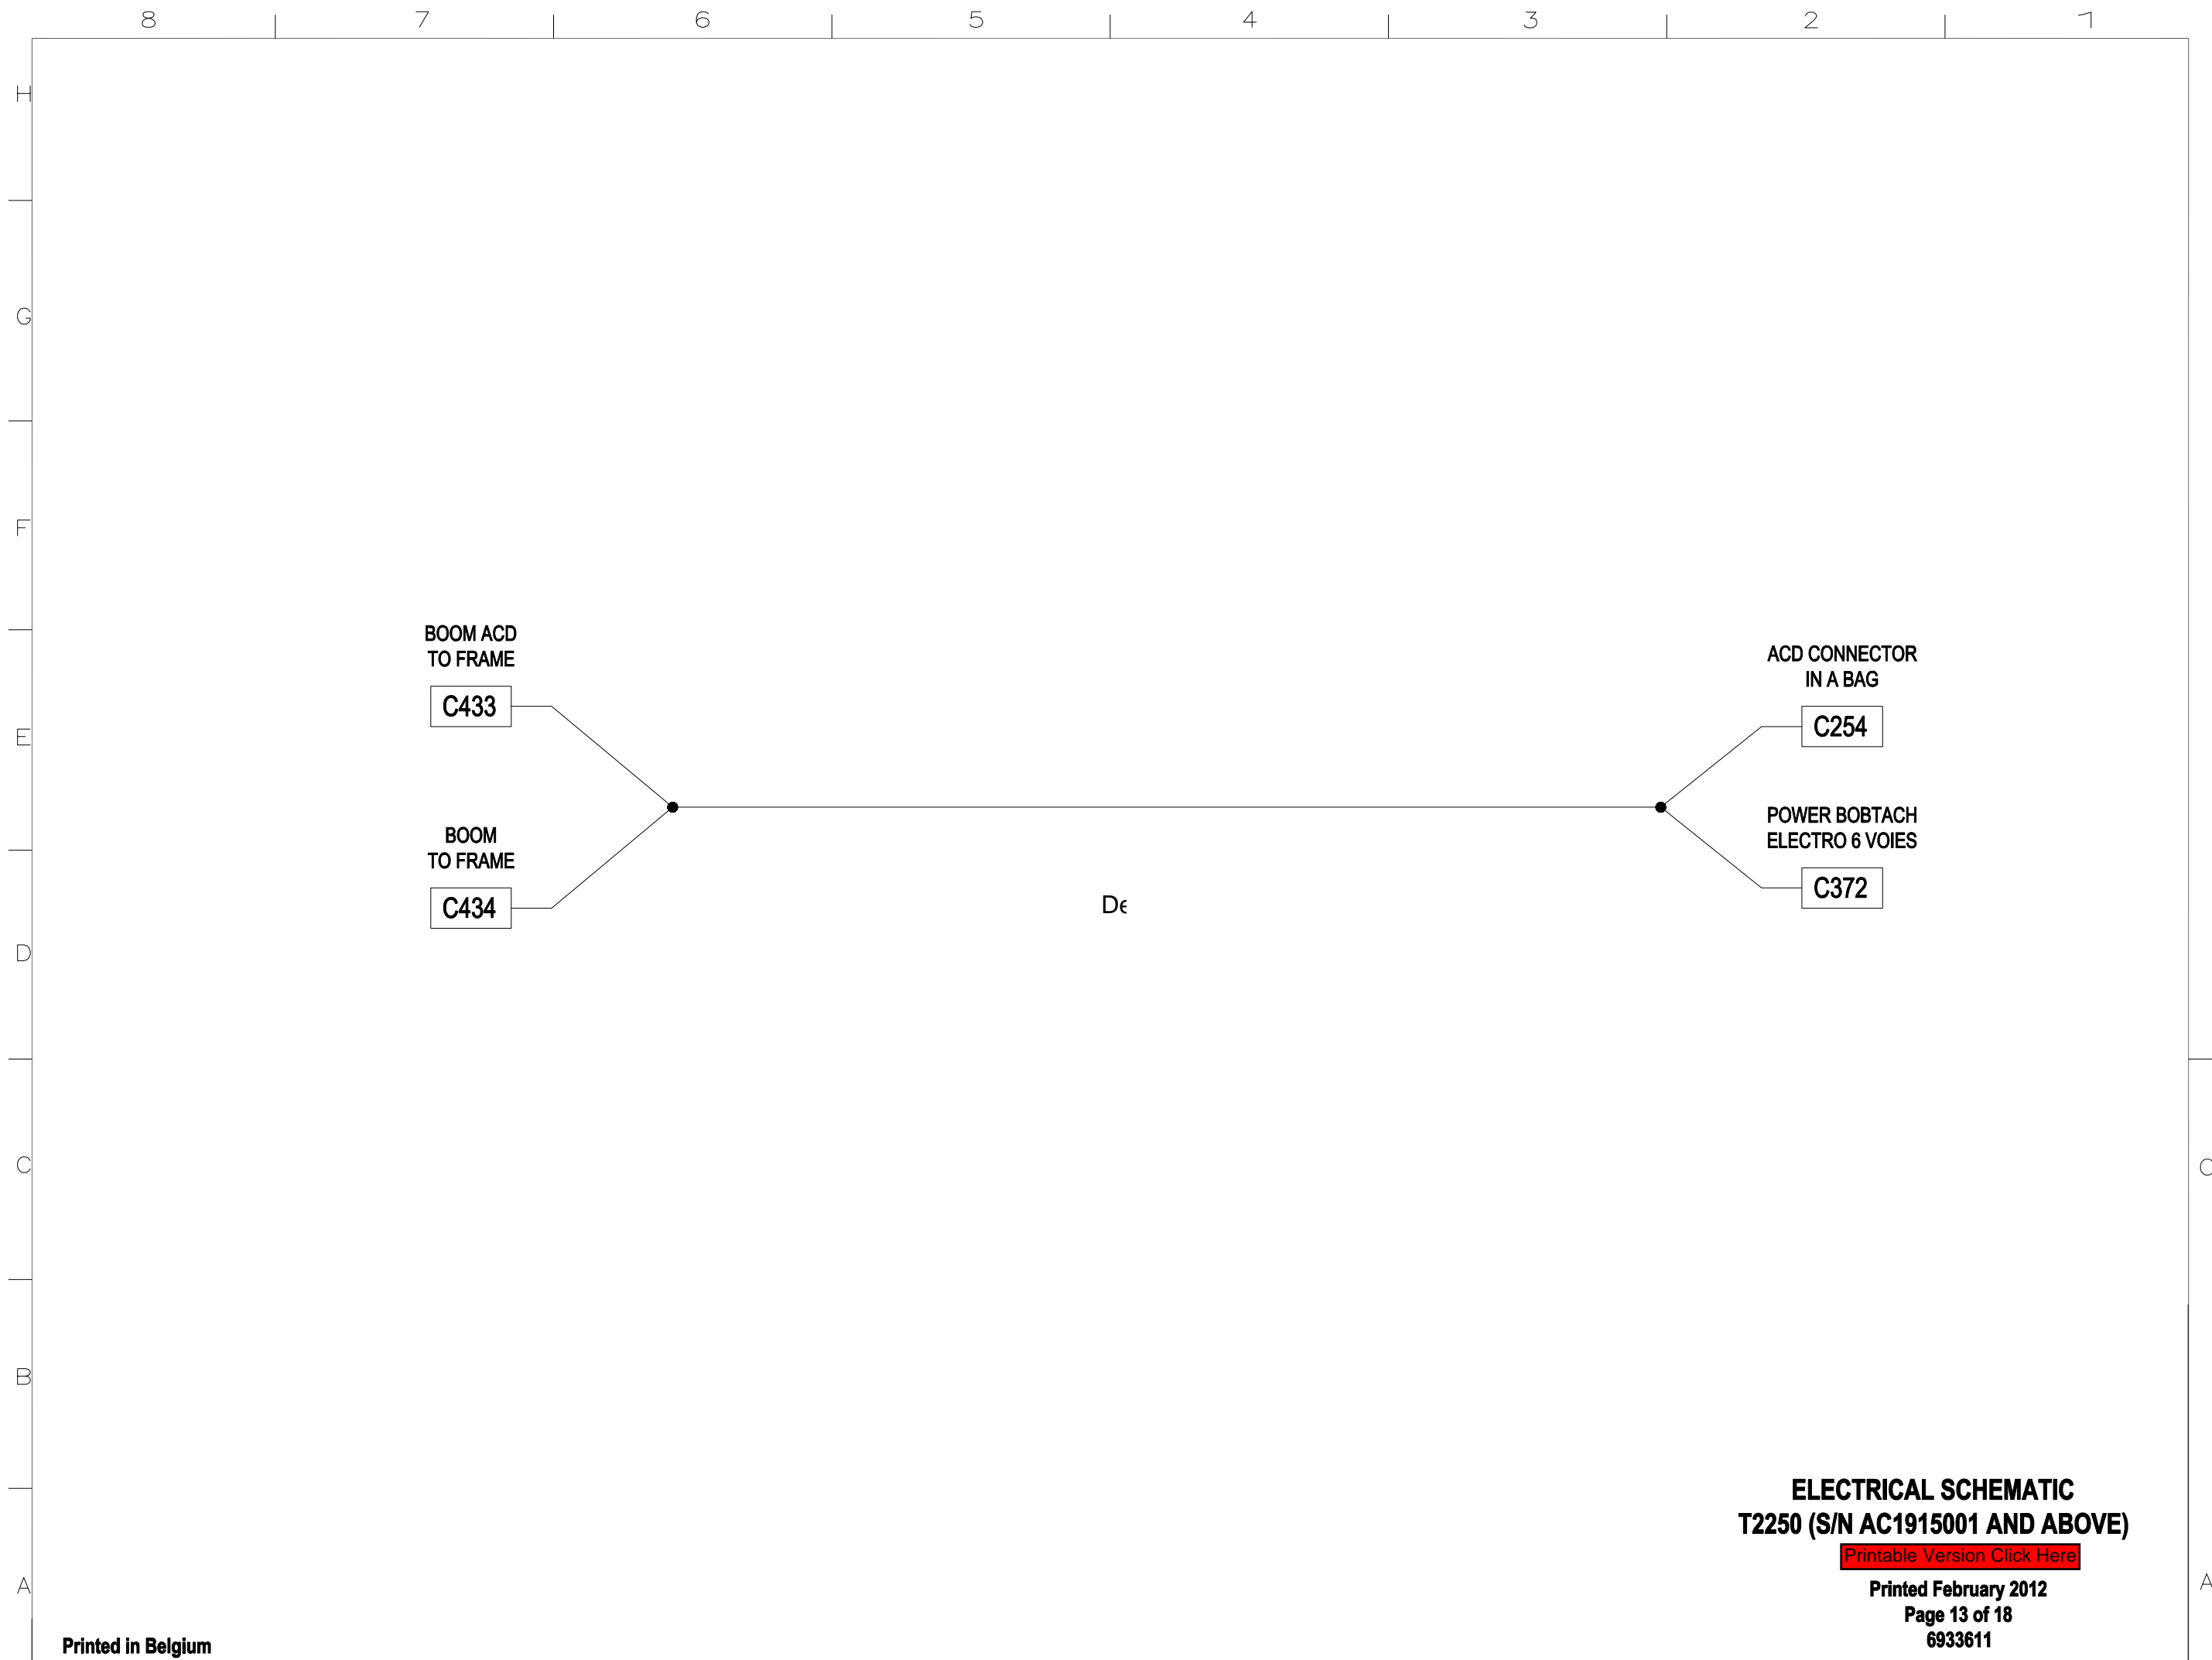 8 7 6 5 4 3 2 1
H
G
F
BOOM ACD
TO FRAME
C433
ACD CONNECTOR
IN A BAG
C254
E
BOOM
TO FRAME
C434
POWER BOBTACH
ELECTRO 6 VOIES
C372
De
D
C C
B
ELECTRICAL SCHEMATIC
T2250 (S/N AC1915001 AND ABOVE)
Printable Version Click Here
A A
Printed February 2012
Page 13 of 18
6933611
Printed in Belgium